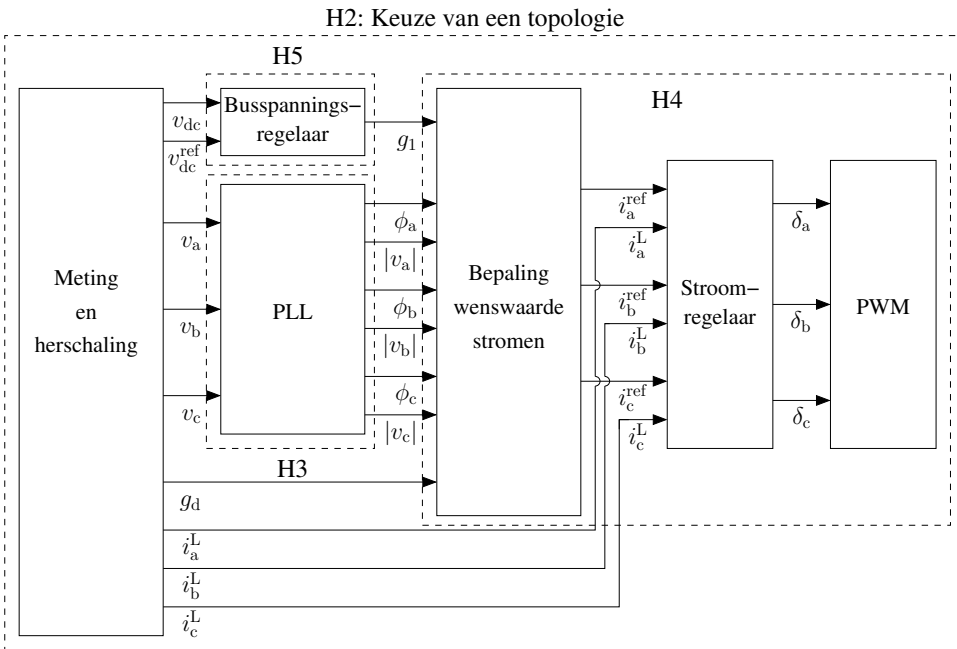 H2: Keuze van een topologie
H5
H4
Meting
en
herschaling
v_dc
v_dc^ref
Busspannings−
regelaar
g_1
v_a
v_b
v_c
PLL
ϕ_a
|v_a|
ϕ_b
|v_b|
ϕ_c
|v_c|
H3
g_d
i_a^L
i_b^L
i_c^L
Bepaling
wenswaarde
stromen
i_a^ref
i_a^L
i_b^ref
i_b^L
i_c^ref
i_c^L
Stroom−
regelaar
δ_a
δ_b
δ_c
PWM